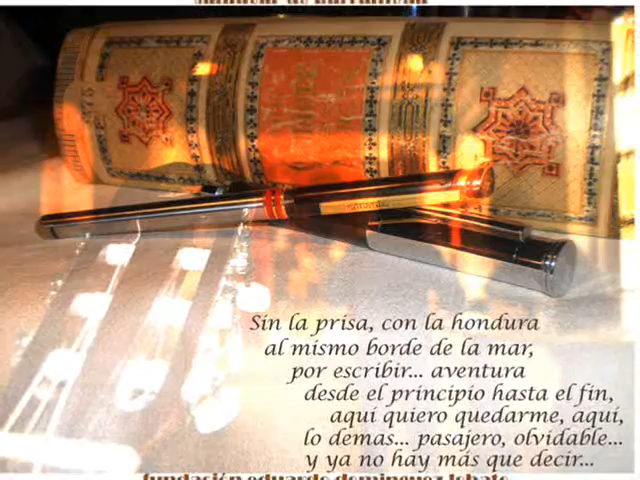 Sin la prisa, con la hondura
al mismo borde de la mar,
por escribir... aventura
desde el principio hasta el fin,
aquí quiero quedarme, aquí,
lo demás... pasajero, olvidable...
y ya no hay más que decir...
fundación eduardo dominguez lobato